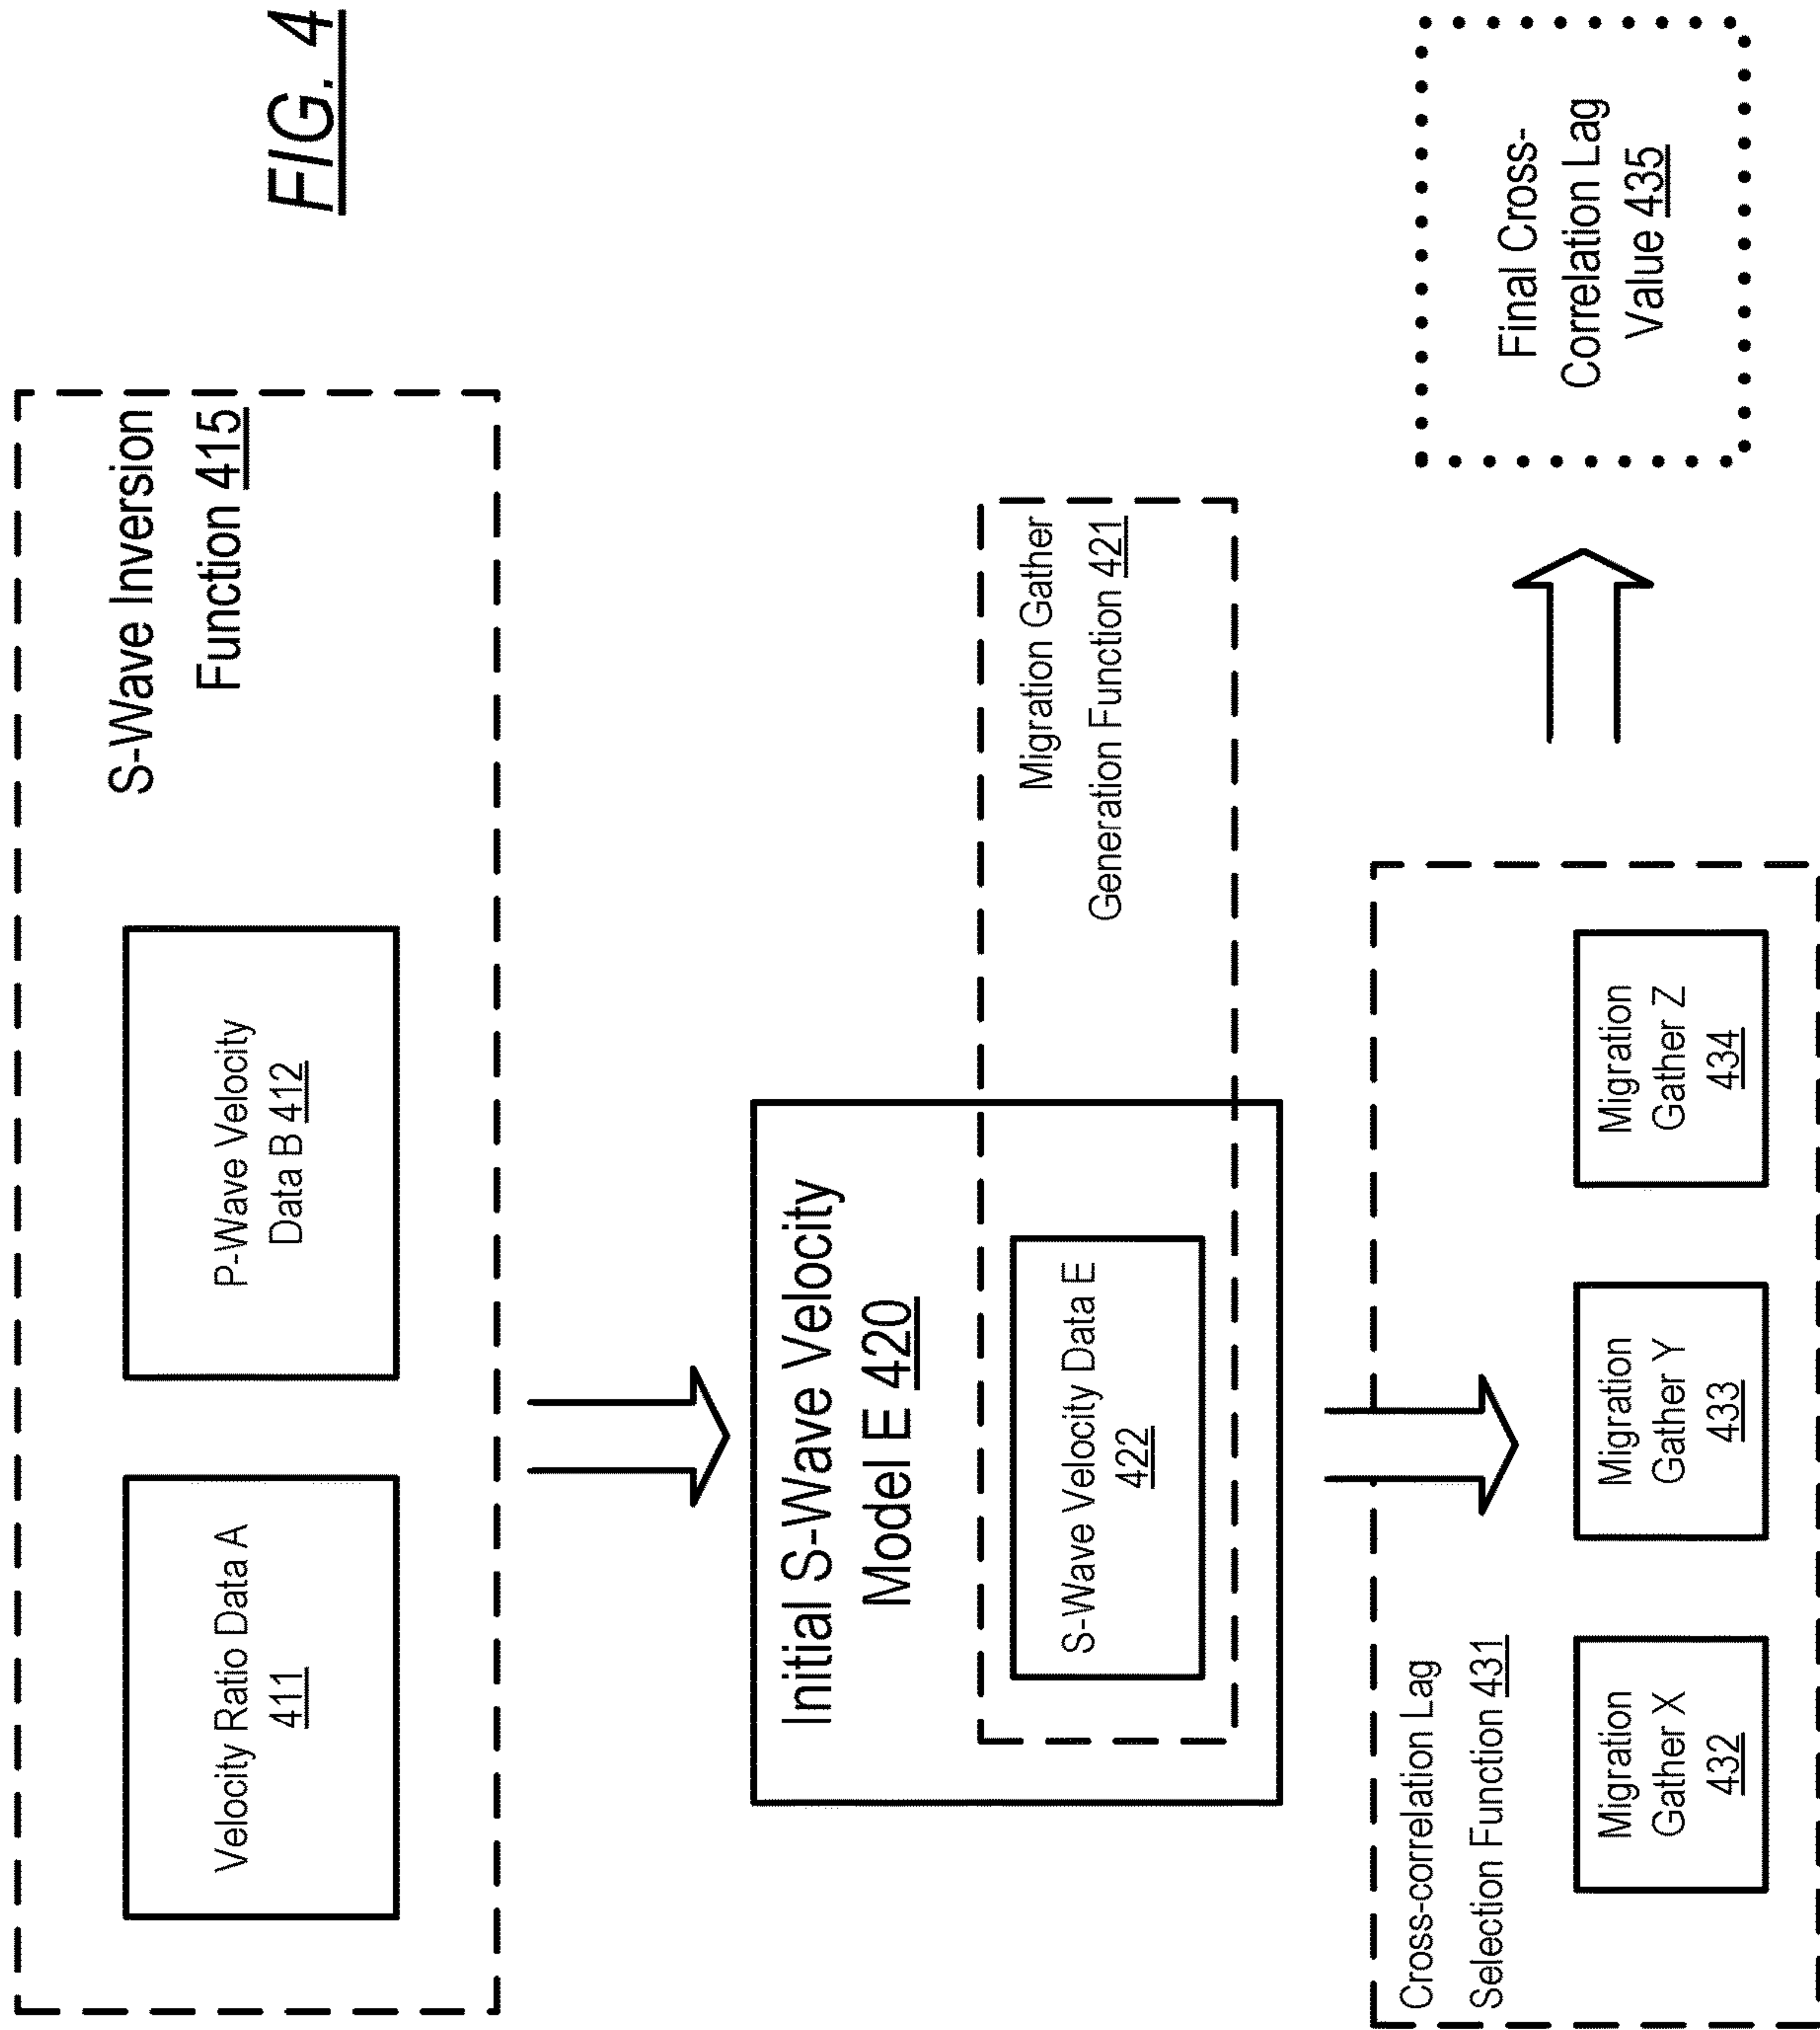 FIG. 4
S-Wave Inversion
Function 415
Velocity Ratio Data A
411
P-Wave Velocity
Data B 412
Initial S-Wave Velocity
Model E 420
Migration Gather
Generation Function 421
S-Wave Velocity Data E
422
Cross-correlation Lag
Selection Function 431
Migration
Gather X
432
Migration
Gather Y
433
Migration
Gather Z
434
Final Cross-
Correlation Lag
Value 435